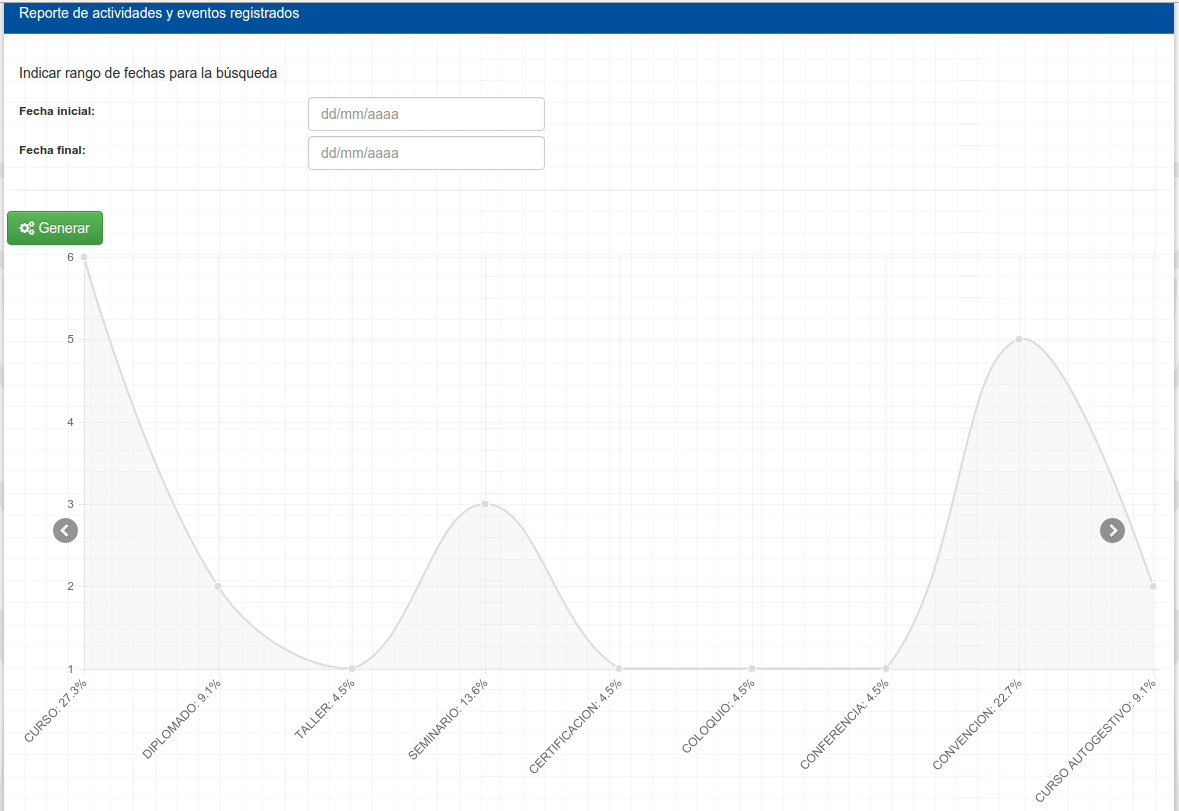 Reporte de actividades y eventos registrados
Indicar rango de fechas para la búsqueda
Fecha inicial:
dd/mm/aaaa
Fecha final:
dd/mm/aaaa
Generar
6
5
4
3
2
1
CURSO: 27.3%
DIPLOMADO: 9.1%
TALLER: 4.5%
SEMINARIO: 13.6%
CERTIFICACION: 4.5%
COLOQUIO: 4.5%
CONFERENCIA: 4.5%
CONVENCION: 22.7%
CURSO AUTOGESTIVO: 9.1%